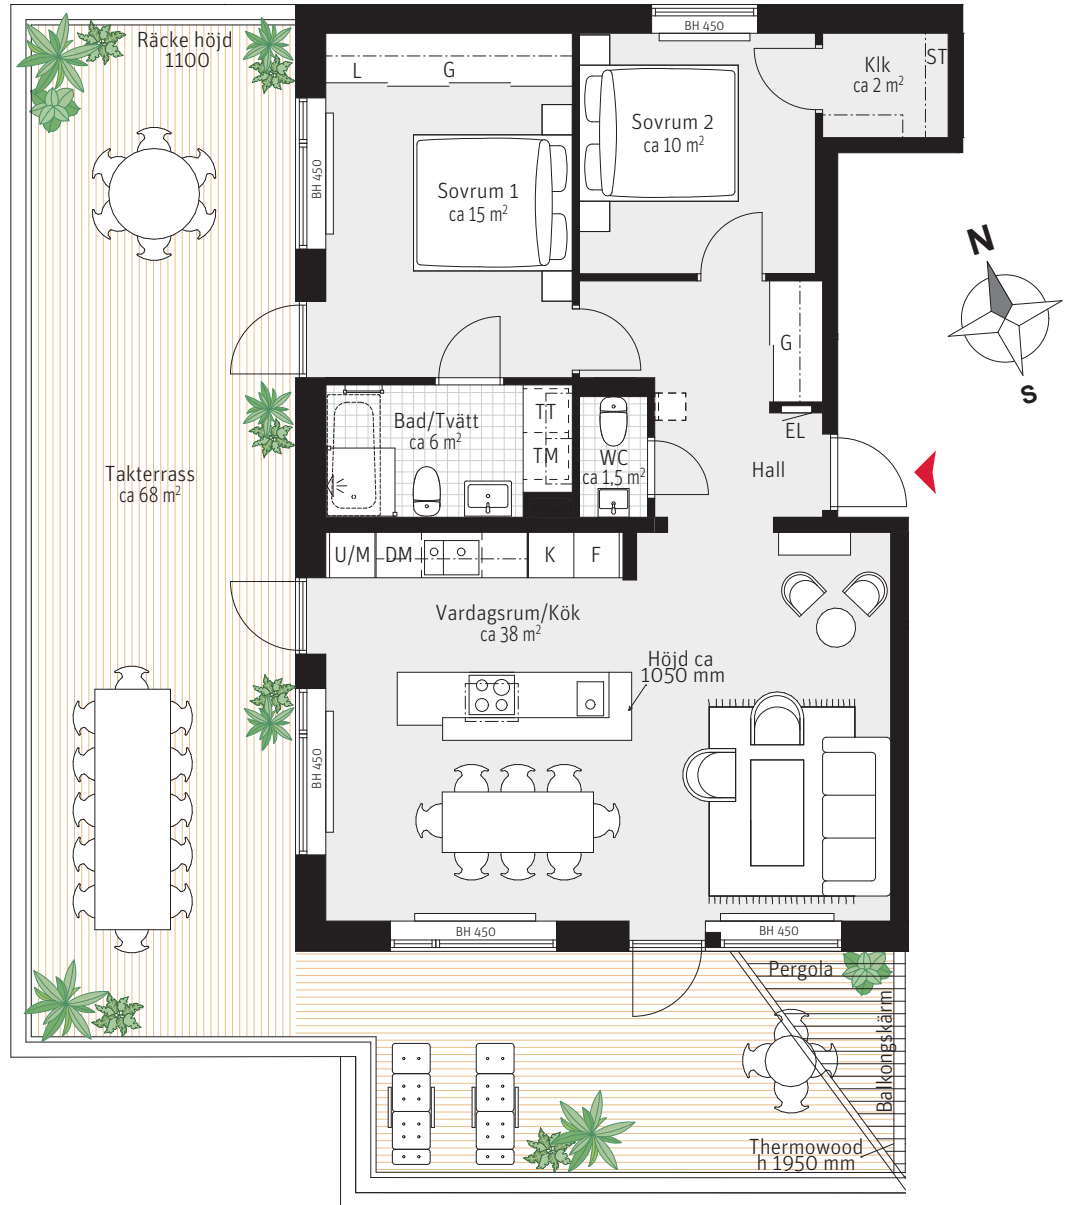 Räcke höjd
1100
BH 450
L
G
Klk
ca 2 m²
ST
Sovrum 2
ca 10 m²
BH 450
Sovrum 1
ca 15 m²
N
S
G
EL
Bad/Tvätt
ca 6 m²
TT
TM
WC
ca 1,5 m²
Hall
Takterrass
ca 68 m²
U/M
DM
K
F
Vardagsrum/Kök
ca 38 m²
Höjd ca
1050 mm
BH 450
BH 450
BH 450
Pergola
Balkongskärm
Thermowood
h 1950 mm